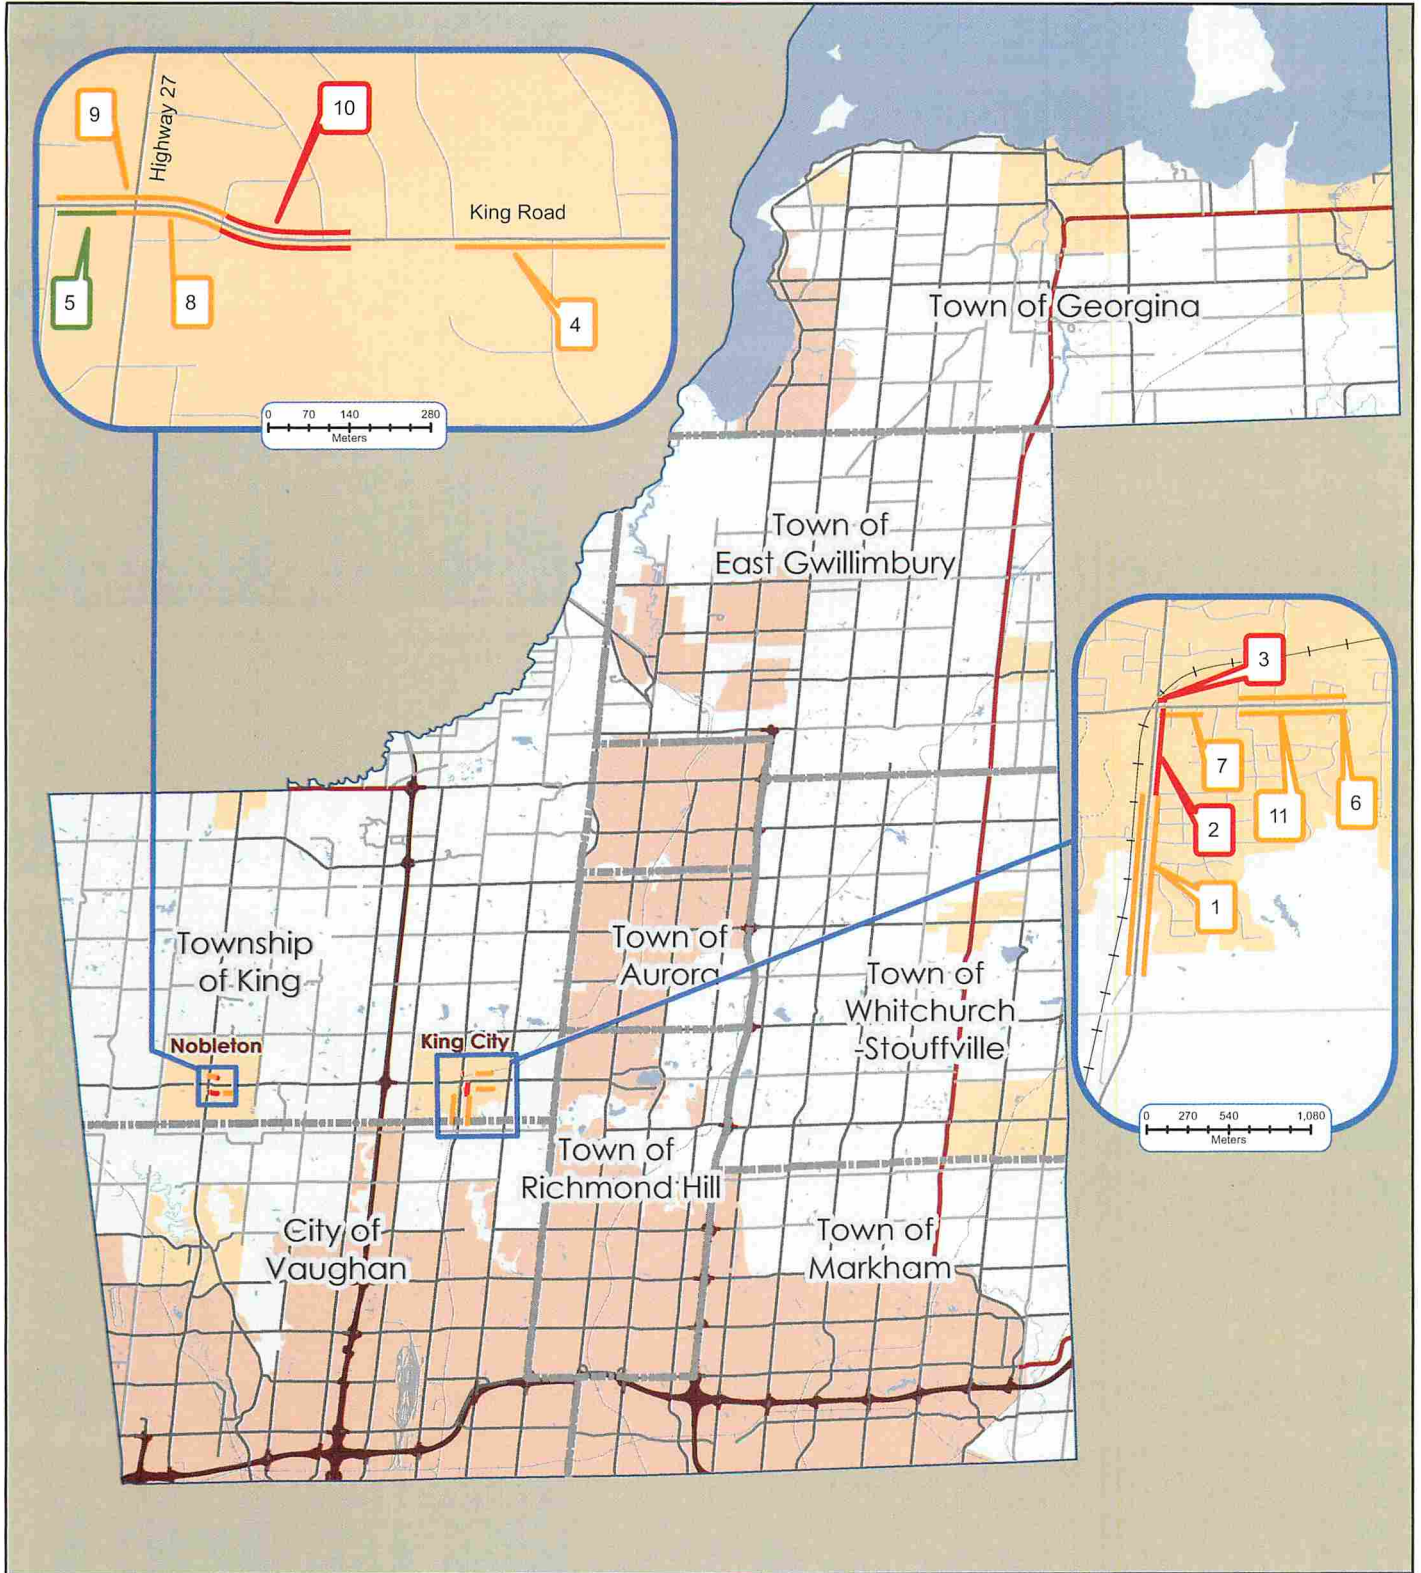 9
Highway 27
10
King Road
5
8
4
0 70 140 280
Meters
Town of Georgina
Town of
East Gwillimbury
3
7
2
11
6
1
0 270 540 1,080
Meters
Township
of King
Town of
Aurora
Town of
Whitchurch
-Stouffville
Nobleton
King City
Town of
Richmond Hill
City of
Vaughan
Town of
Markham